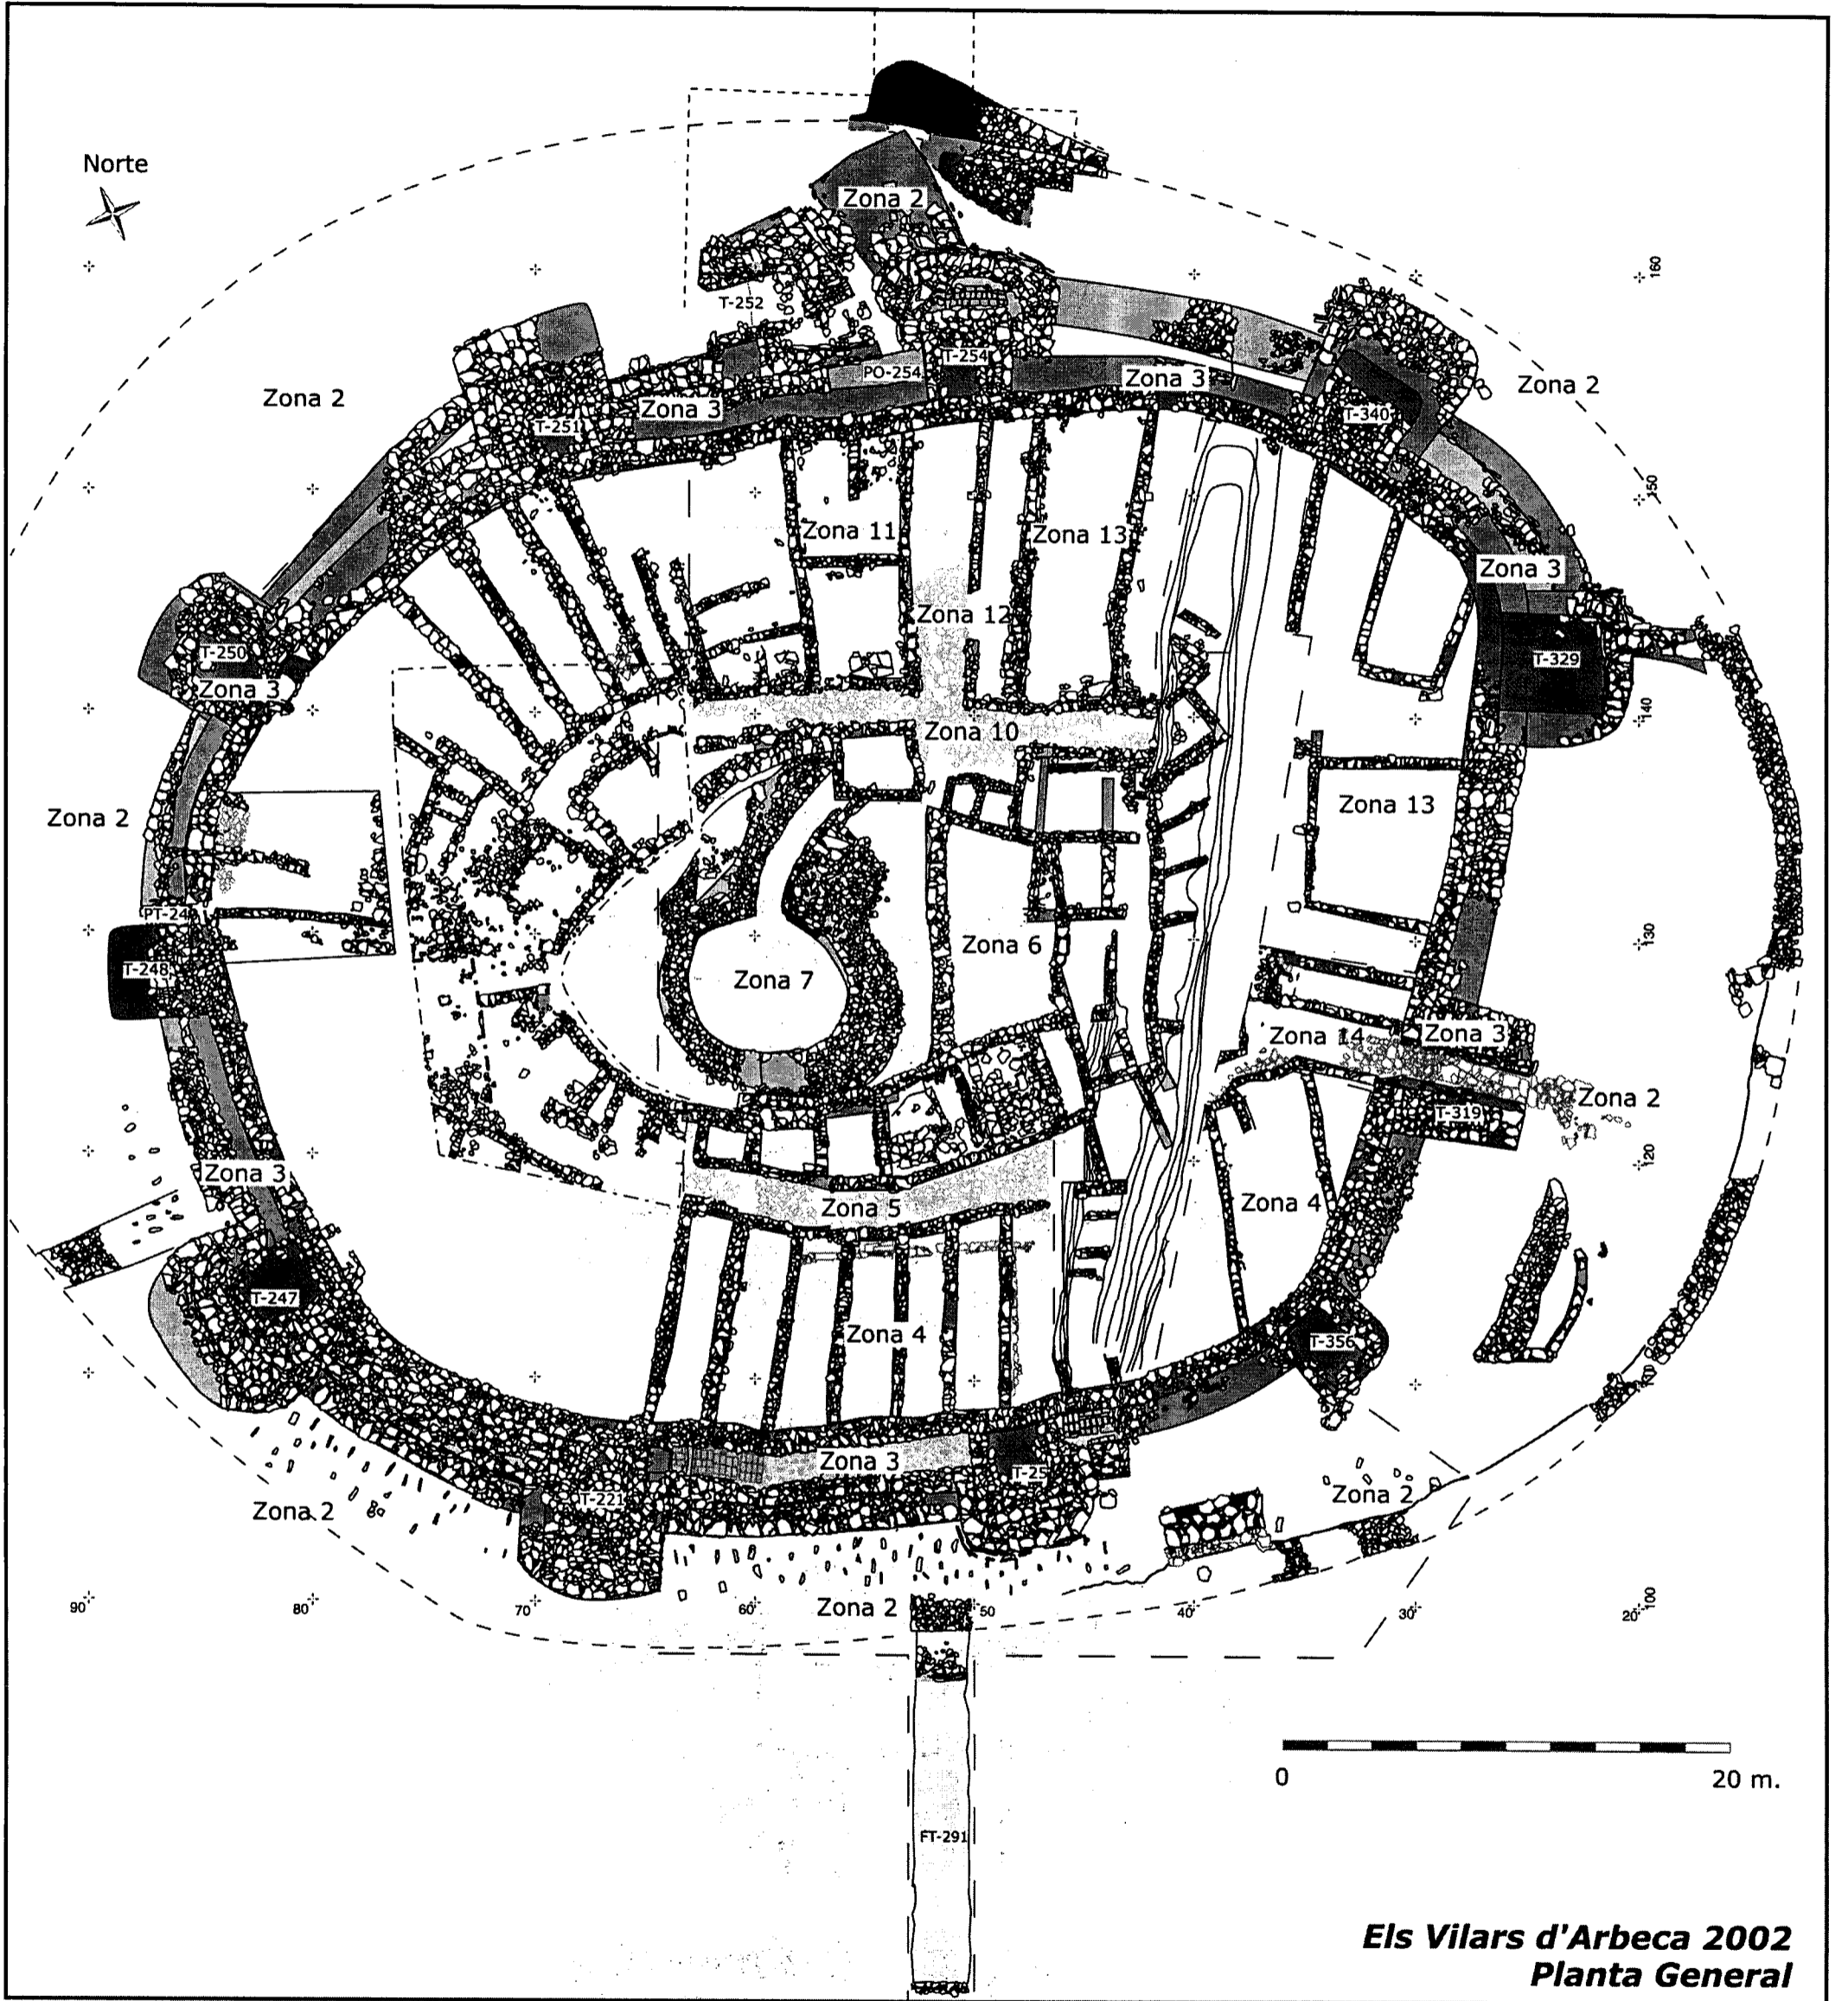 Norte
Zona 2
T-252
160
PO-254
T-254
Zona 3
Zona 3
Zona 2
Zona 2
T-251
T-340
150
Zona 11
Zona 13
Zona 3
Zona 12
T-250
T-329
Zona 3
140
Zona 10
Zona 13
Zona 2
PT-24
130
Zona 6
T-248
Zona 7
Zona 14
Zona 3
Zona 2
T-319
Zona 3
120
Zona 4
Zona 5
T-247
Zona 4
T-356
Zona 3
T-25
Zona 2
T-221
Zona 2
90
80
70
60
Zona 2
50
40
30
20
100
0
20 m.
FT-291
Els Vilars d'Arbeca 2002
Planta General